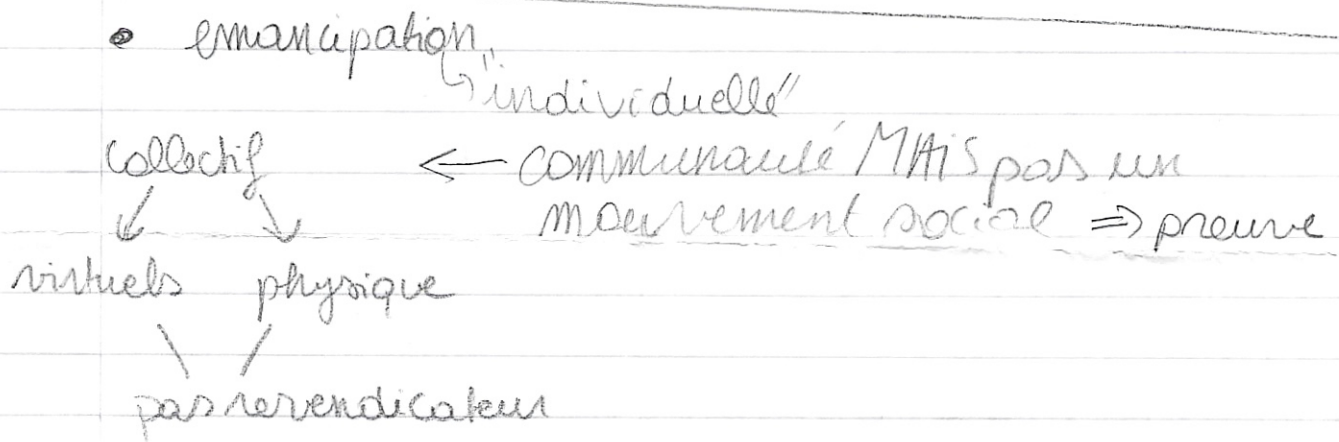 • emancipation
↳ "individuelle"
collectif ← communauté MAiS pas un
mouvement social ⇒ preuve
virtuels physique
pas revendicateur